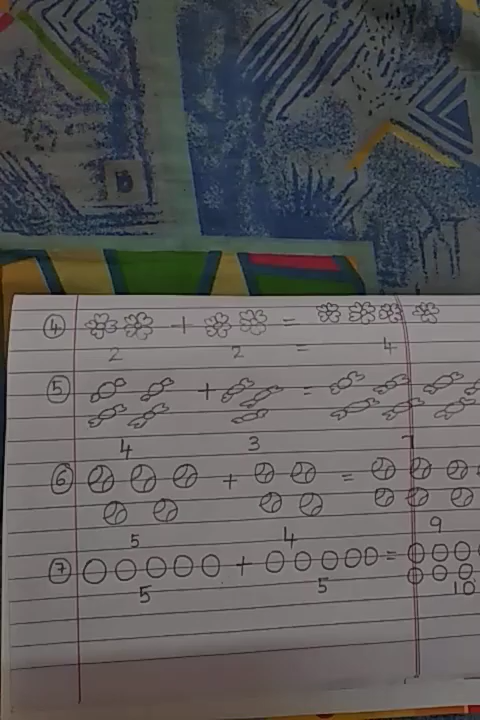 B
④ + =
2 2 = 4
⑤ + =
4 3 7
⑥ + =
5 4 9
⑦ + =
5 5 10